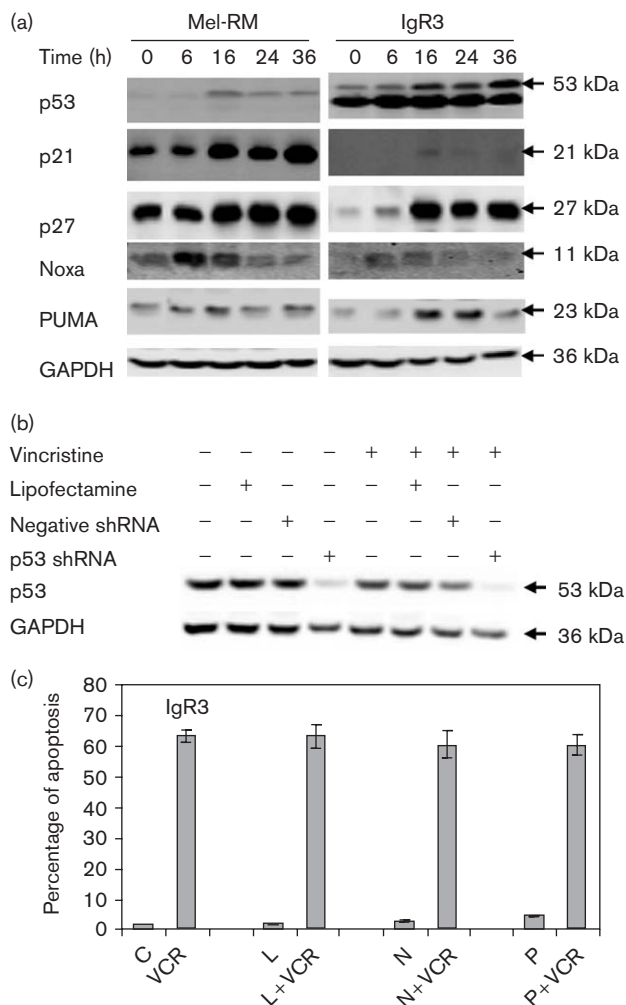 (a)
Mel-RM IgR3
Time (h) 0 6 16 24 36 0 6 16 24 36
p53 53 kDa
p21 21 kDa
p27 27 kDa
Noxa 11 kDa
PUMA 23 kDa
GAPDH 36 kDa
(b)
Vincristine – – – – + + + +
Lipofectamine – + – – – + – –
Negative shRNA – – + – – – + –
p53 shRNA – – – + – – – +
p53 53 kDa
GAPDH 36 kDa
(c)
80
70
60
50
40
30
20
10
0
Percentage of apoptosis
IgR3
C VCR L L+VCR N N+VCR P P+VCR